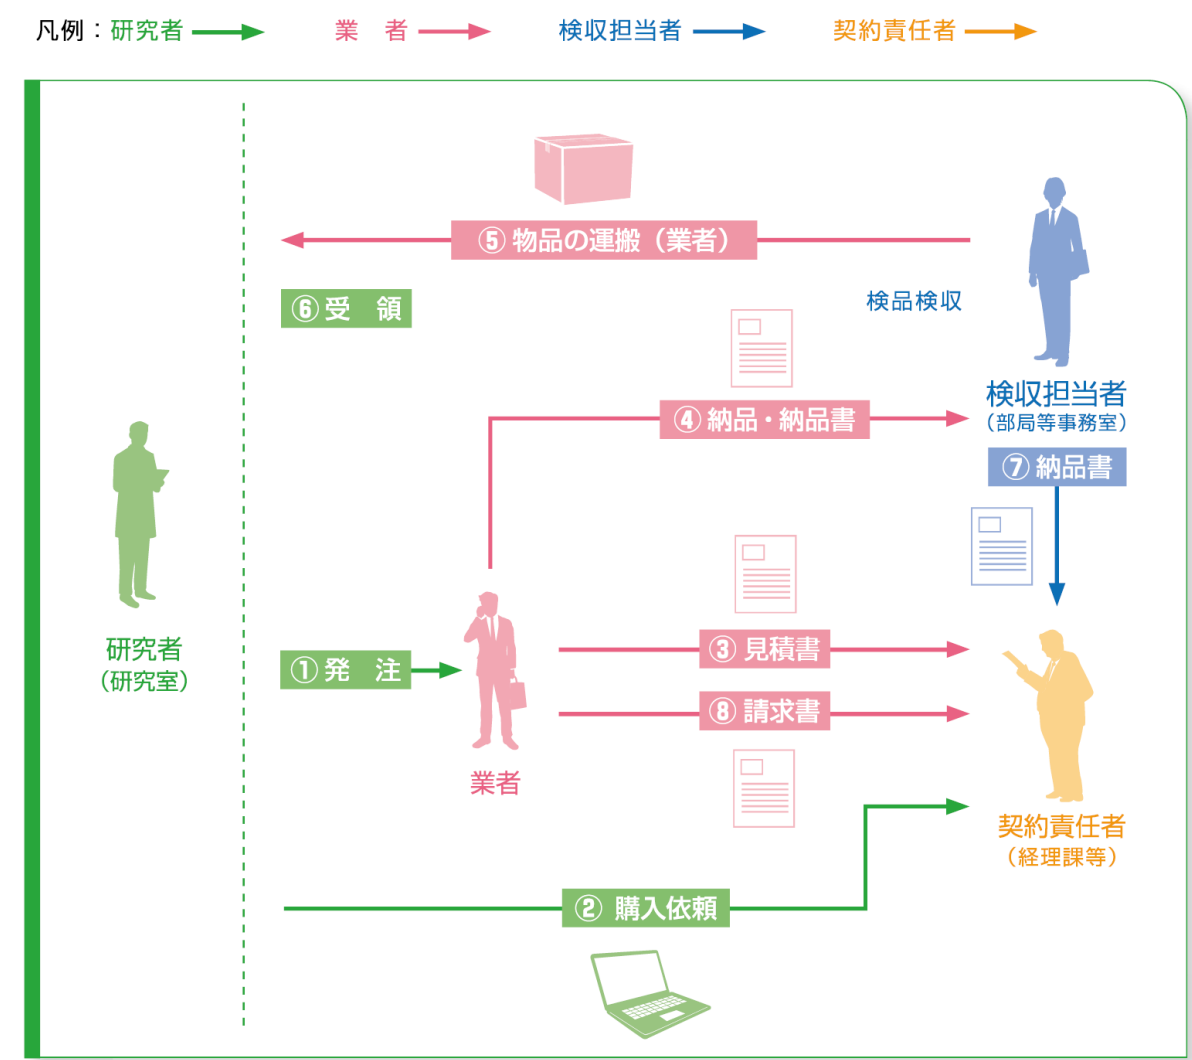 凡例：研究者 業　者 検収担当者 契約責任者
⑤物品の運搬（業者）
⑥受　領
検品検収
検収担当者
（部局等事務室）
④納品・納品書
⑦納品書
研究者
（研究室）
①発　注
③見積書
⑧請求書
業者
契約責任者
（経理課等）
② 購入依頼